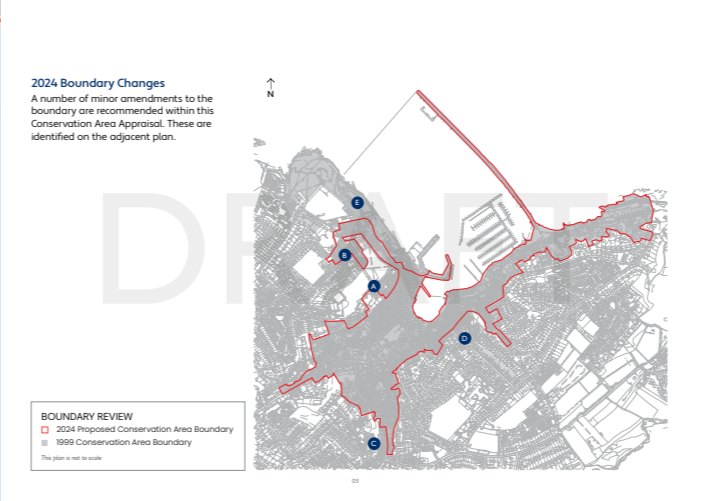 2024 Boundary Changes
A number of minor amendments to the
boundary are recommended within this
Conservation Area Appraisal. These are
identified on the adjacent plan.
N
DRAFT
E
B
A
D
C
BOUNDARY REVIEW
2024 Proposed Conservation Area Boundary
1999 Conservation Area Boundary
This plan is not to scale